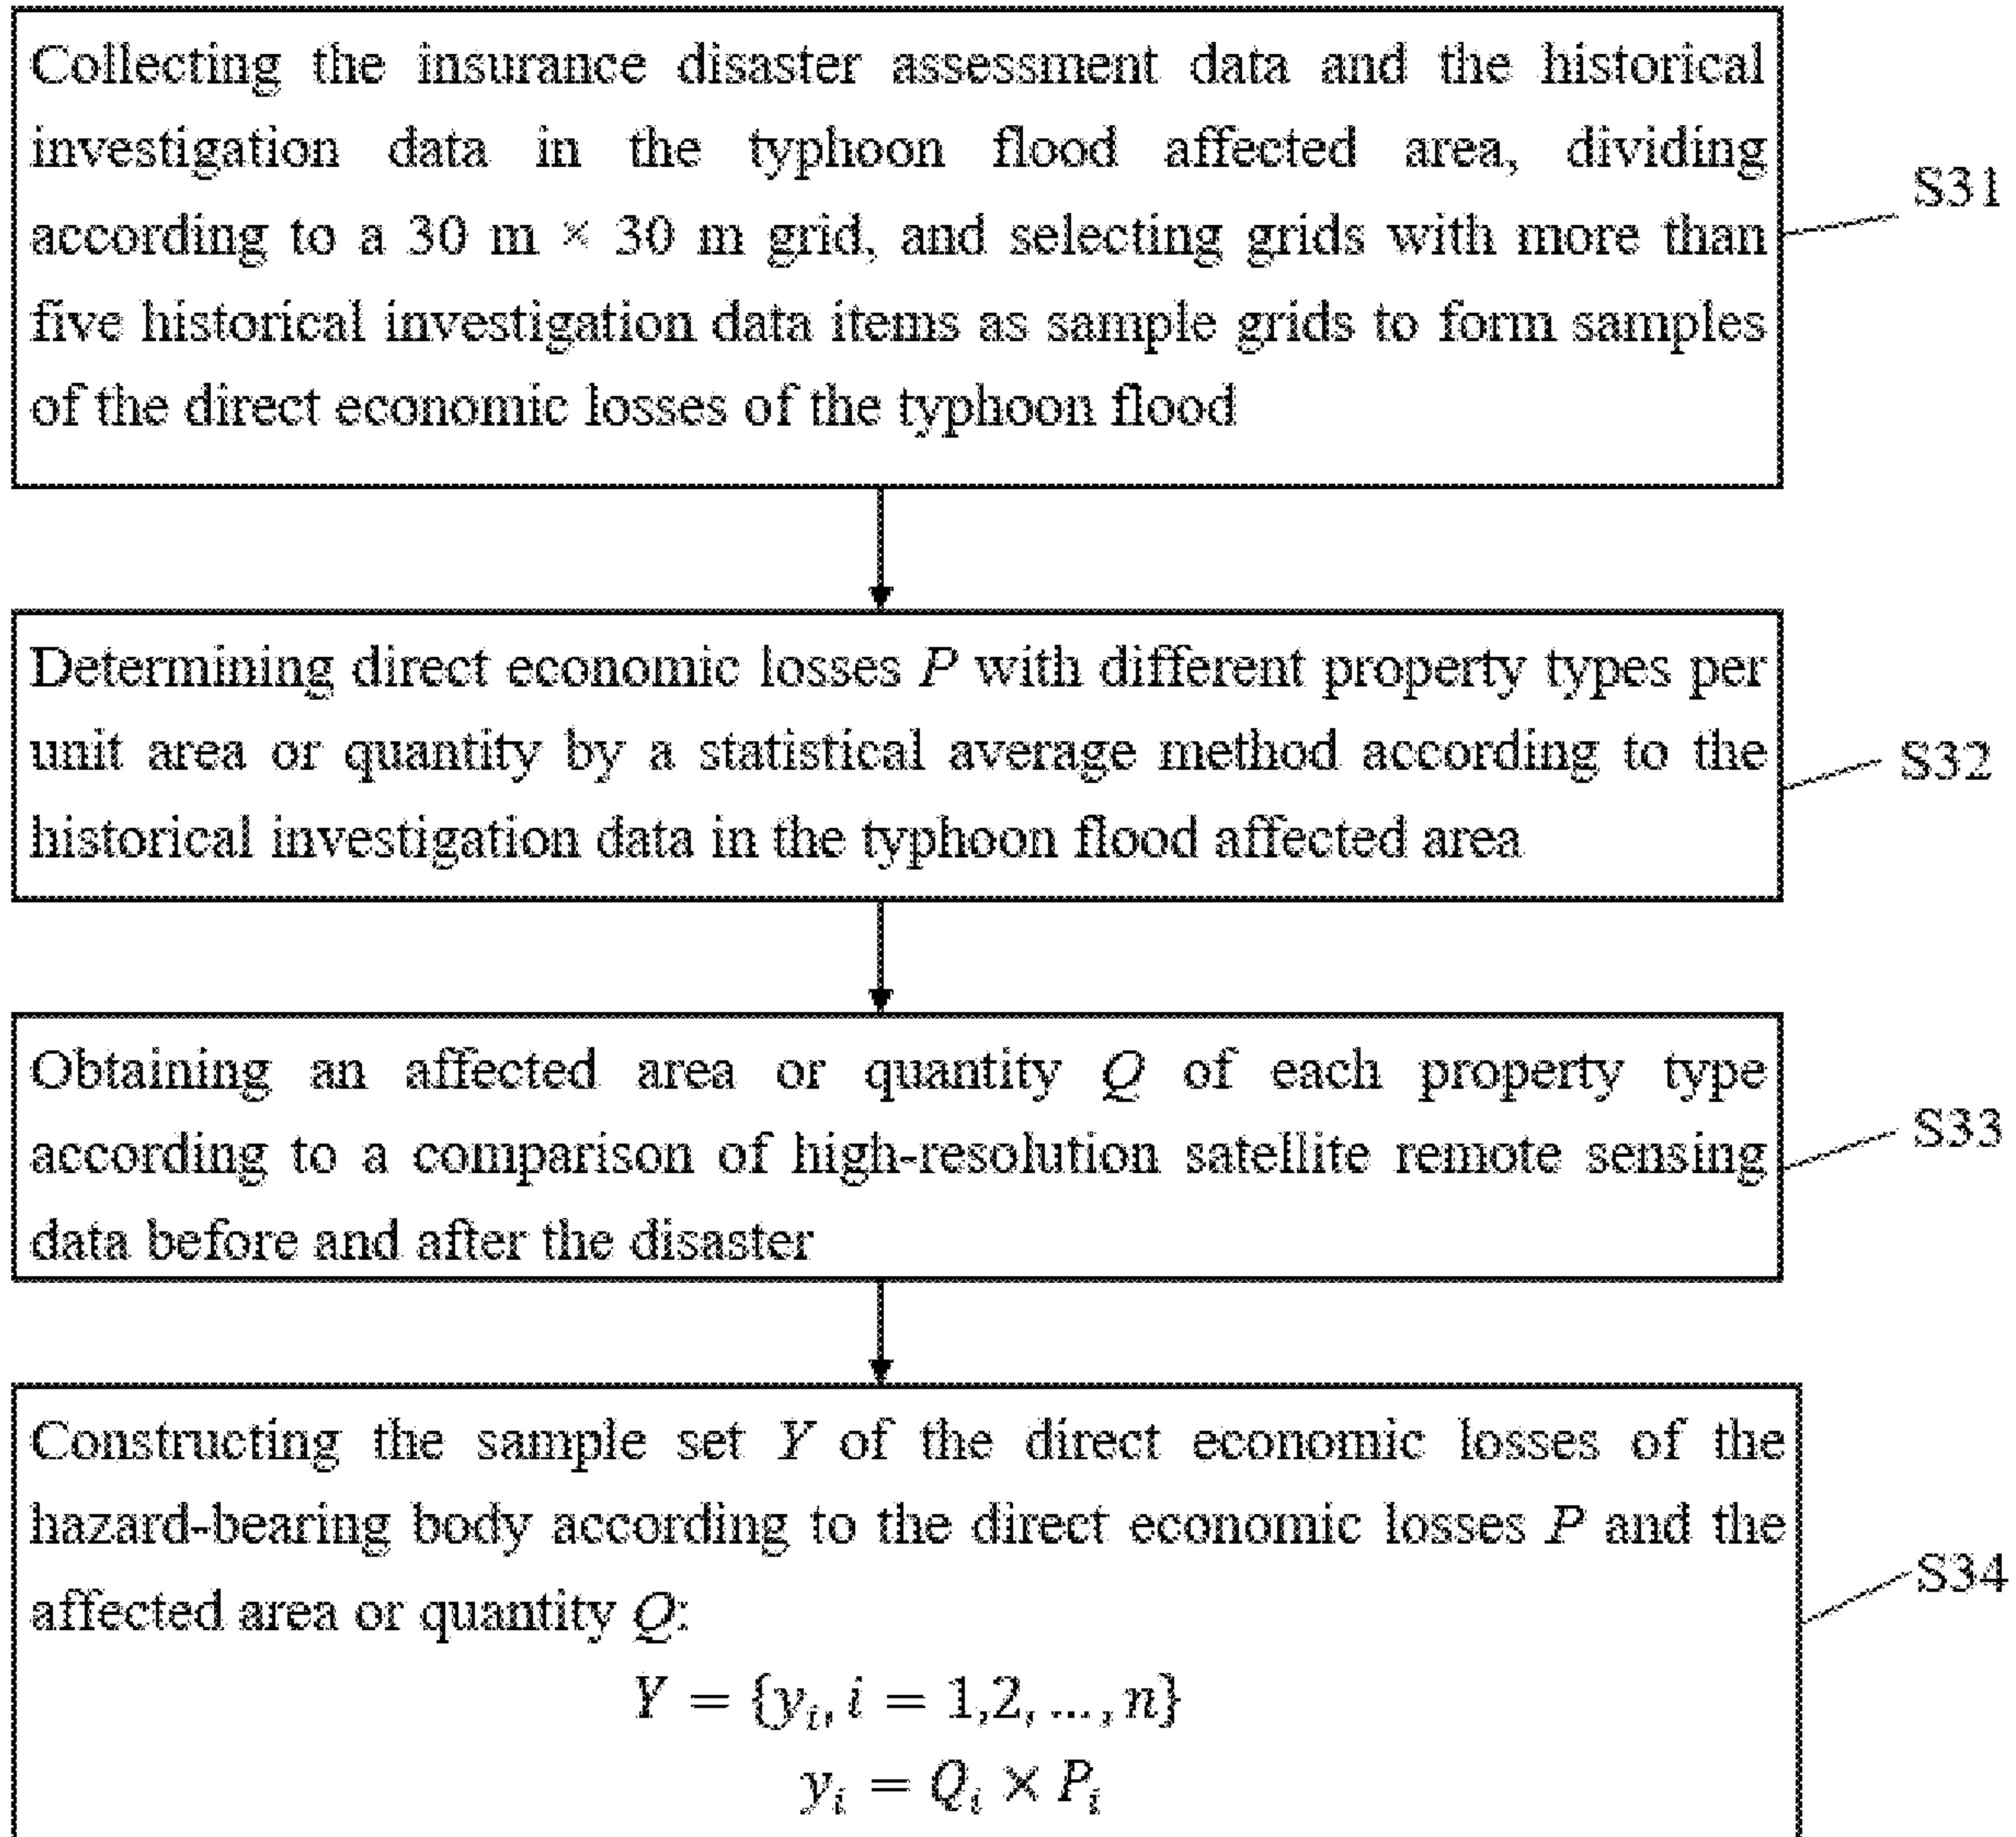 Collecting the insurance disaster assessment data and the historical
investigation data in the typhoon flood affected area, dividing
according to a 30 m × 30 m grid, and selecting grids with more than
five historical investigation data items as sample grids to form samples
of the direct economic losses of the typhoon flood
S31
Determining direct economic losses P with different property types per
unit area or quantity by a statistical average method according to the
historical investigation data in the typhoon flood affected area
S32
Obtaining an affected area or quantity Q of each property type
according to a comparison of high-resolution satellite remote sensing
data before and after the disaster
S33
Constructing the sample set Y of the direct economic losses of the
hazard-bearing body according to the direct economic losses P and the
affected area or quantity Q:
Y = {yᵢ, i = 1,2, ..., n}
yᵢ = Qᵢ × Pᵢ
S34